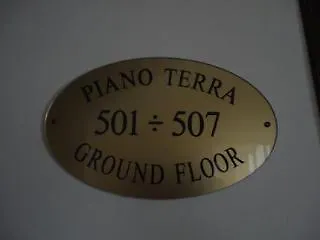 PIANO TERRA
501 ÷ 507
GROUND FLOOR